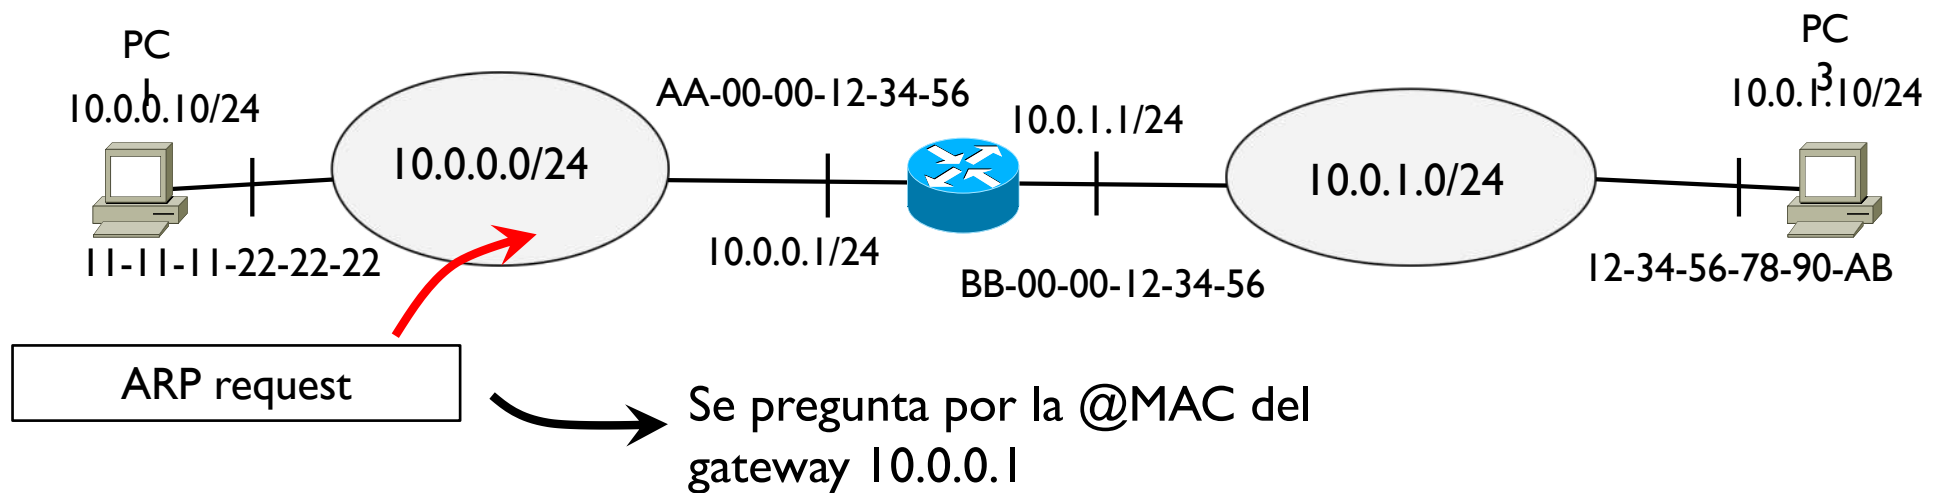 PC
1
10.0.0.10/24
11-11-11-22-22-22
10.0.0.0/24
AA-00-00-12-34-56
10.0.0.1/24
10.0.1.1/24
BB-00-00-12-34-56
10.0.1.0/24
PC
3
10.0.1.10/24
12-34-56-78-90-AB
ARP request
Se pregunta por la @MAC del
gateway 10.0.0.1